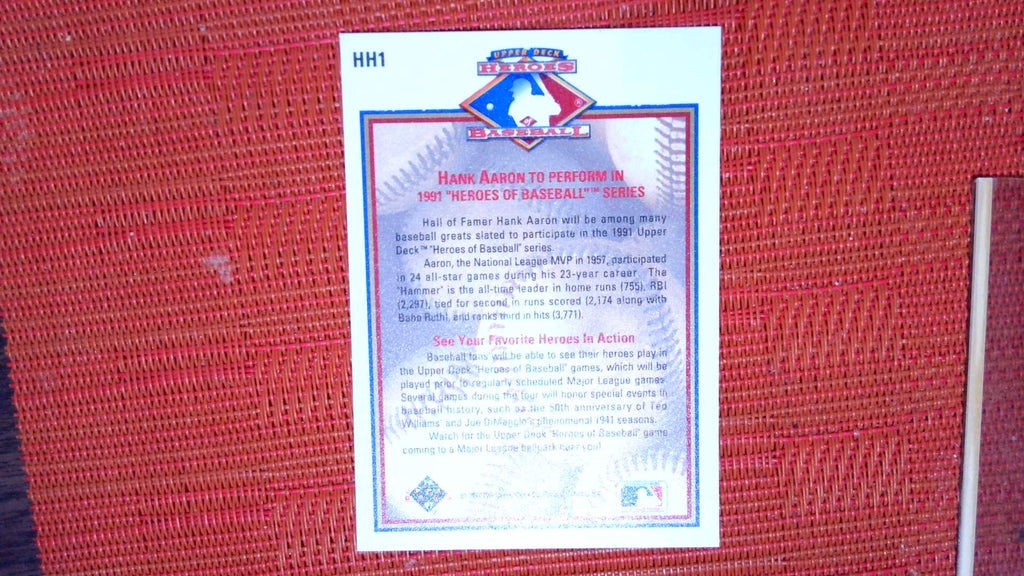 HH1
UPPER DECK
HEROES
of
BASEBALL
HANK AARON TO PERFORM IN
1991 "HEROES OF BASEBALL"™ SERIES
Hall of Famer Hank Aaron will be among many
baseball greats slated to participate in the 1991 Upper
Deck™ "Heroes of Baseball" series.
Aaron, the National League MVP in 1957, participated
in 24 all-star games during his 23-year career. The
"Hammer" is the all-time leader in home runs (755), RBI
(2,297), tied for second in runs scored (2,174 along with
Babe Ruth), and ranks third in hits (3,771).
See Your Favorite Heroes In Action
Baseball fans will be able to see their heroes play in
the Upper Deck "Heroes of Baseball" games, which will be
played prior to regularly scheduled Major League games.
Several games during the tour will honor special events in
baseball history, such as the 50th anniversary of Ted
Williams' and Joe DiMaggio's phenomenal 1941 seasons.
Watch for the Upper Deck "Heroes of Baseball" game
coming to a Major League ballpark near you!